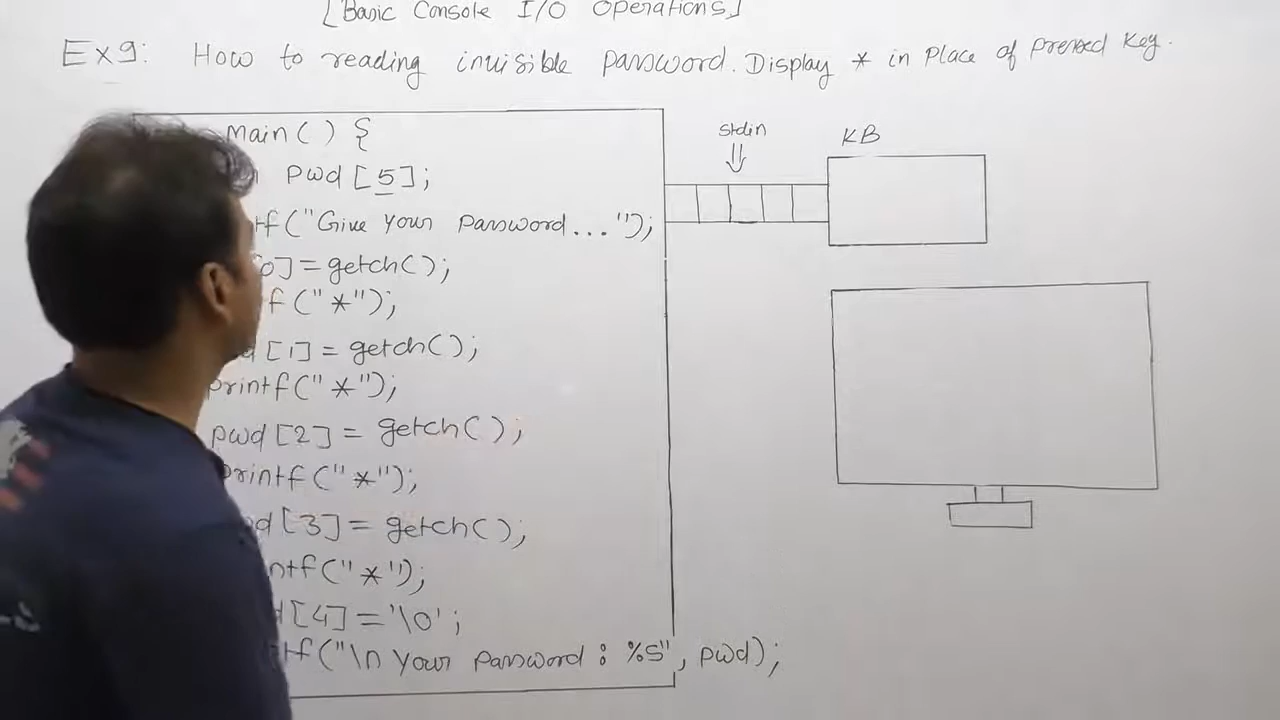 [Basic Console I/O Operations]
Ex9: How to reading invisible password. Display * in Place of pressed Key.
main() {
pwd [5];
tf("Give your password...");
0] = getch();
f("*");
d [1] = getch();
printf("*");
pwd [2] = getch();
printf("*");
wd [3] = getch();
ntf("*");
d [4] = '\0';
tf("\n Your password : %s", pwd);
stdin
KB